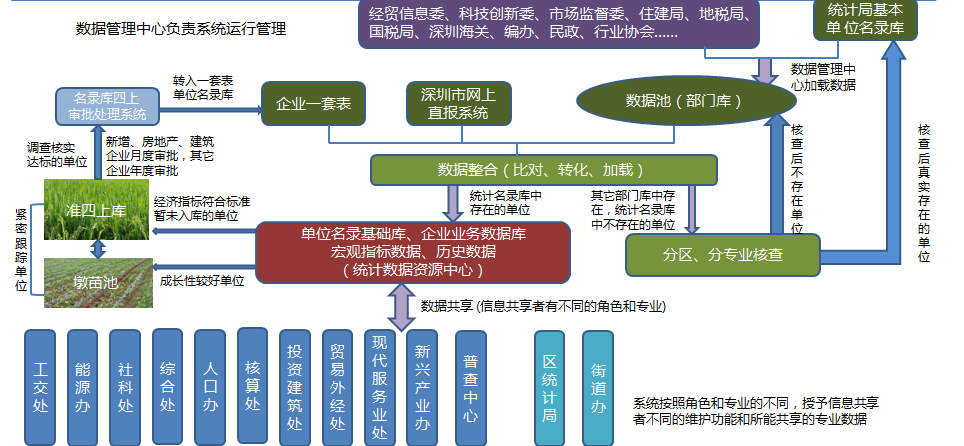 数据管理中心负责系统运行管理
经贸信息委、科技创新委、市场监督委、住建局、地税局、
国税局、深圳海关、编办、民政、行业协会......
统计局基本
单位名录库
数据管理中
心加载数据
转入一套表
单位名录库
名录库四上
审批处理系统
企业一套表
深圳市网上
直报系统
数据池（部门库）
调查核实
达标的单位
新增、房地产、建筑
企业月度审批，其它
企业年度审批
数据整合（比对、转化、加载）
核查后不存在单位
核查后真实存在的单位
统计名录库中
存在的单位
其它部门库中存
在，统计名录库
中不存在的单位
紧密跟踪单位
准四上库
经济指标符合标准
暂未入库的单位
单位名录基础库、企业业务数据库
宏观指标数据、历史数据
（统计数据资源中心）
分区、分专业核查
墩苗池
成长性较好单位
数据共享 (信息共享者有不同的角色和专业)
工交处
能源办
社科处
综合处
人口办
核算处
投资建筑处
贸易外经处
现代服务业处
新兴产业办
普查中心
区统计局
街道办
系统按照角色和专业的不同，授予信息共享
者不同的维护功能和所能共享的专业数据